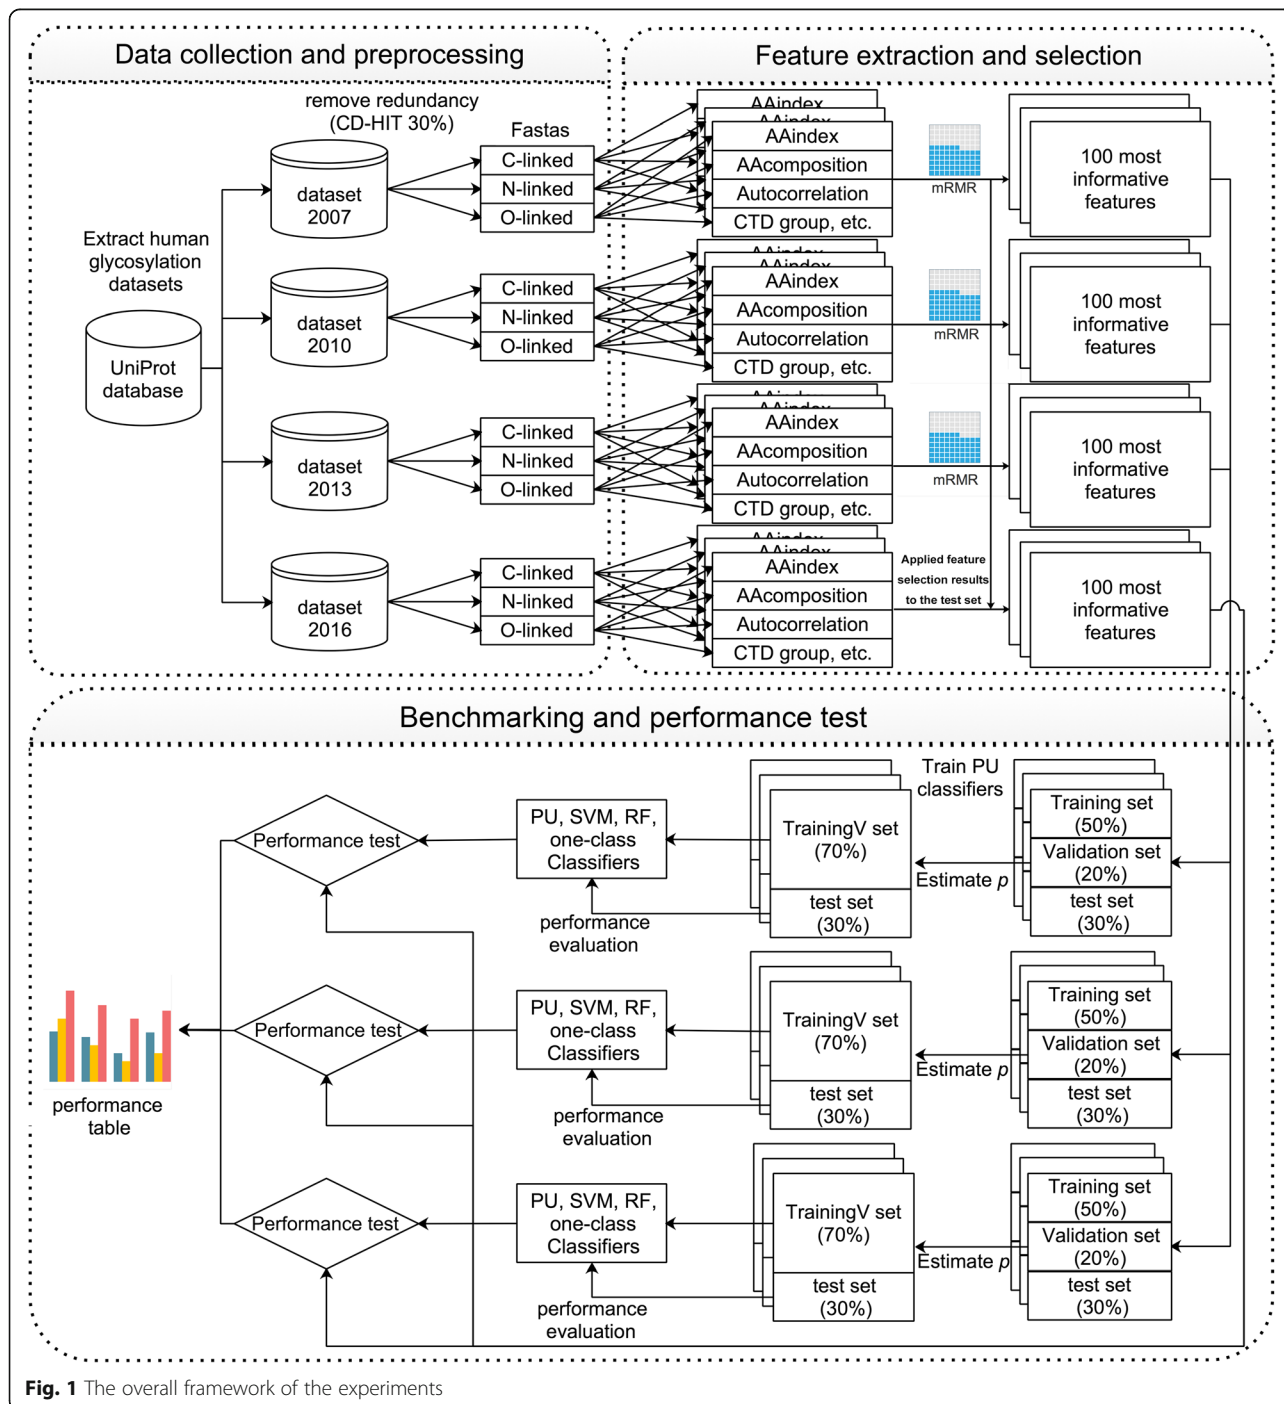 Data collection and preprocessing
Feature extraction and selection
remove redundancy
(CD-HIT 30%)
Fastas
Extract human
glycosylation
datasets
UniProt
database
dataset
2007
C-linked
N-linked
O-linked
AAindex
AAindex
AAindex
AAcomposition
Autocorrelation
CTD group, etc.
mRMR
100 most
informative
features
dataset
2010
C-linked
N-linked
O-linked
AAindex
AAindex
AAindex
AAcomposition
Autocorrelation
CTD group, etc.
mRMR
100 most
informative
features
dataset
2013
C-linked
N-linked
O-linked
AAindex
AAindex
AAindex
AAcomposition
Autocorrelation
CTD group, etc.
mRMR
100 most
informative
features
dataset
2016
C-linked
N-linked
O-linked
AAindex
AAindex
AAindex
AAcomposition
Autocorrelation
CTD group, etc.
Applied feature
selection results
to the test set
100 most
informative
features
Benchmarking and performance test
Train PU
classifiers
Performance test
PU, SVM, RF,
one-class
Classifiers
performance
evaluation
TrainingV set
(70%)
test set
(30%)
Estimate p
Training set
(50%)
Validation set
(20%)
test set
(30%)
performance
table
Performance test
PU, SVM, RF,
one-class
Classifiers
performance
evaluation
TrainingV set
(70%)
test set
(30%)
Estimate p
Training set
(50%)
Validation set
(20%)
test set
(30%)
Performance test
PU, SVM, RF,
one-class
Classifiers
performance
evaluation
TrainingV set
(70%)
test set
(30%)
Estimate p
Training set
(50%)
Validation set
(20%)
test set
(30%)
Fig. 1 The overall framework of the experiments